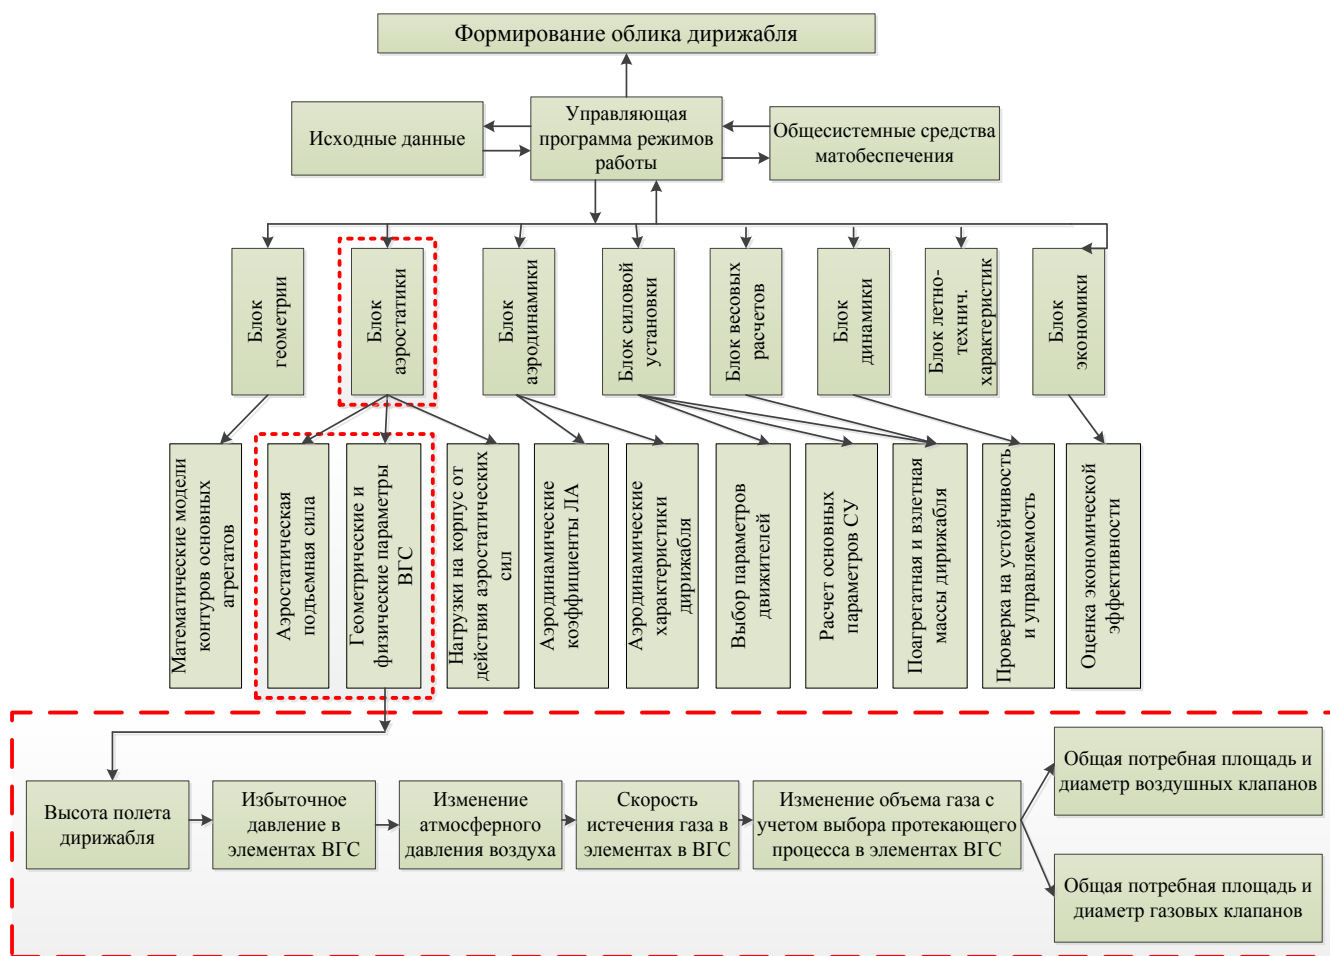 Формирование облика дирижабля
Исходные данные
Управляющая
программа режимов
работы
Общесистемные средства
матобеспечения
Блок
геометрии
Блок
аэростатики
Блок
аэродинамики
Блок силовой
установки
Блок весовых
расчетов
Блок
динамики
Блок летно-
технич.
характеристик
Блок
экономики
Математические модели
контуров основных
агрегатов
Аэростатическая
подъемная сила
Геометрические и
физические параметры
ВГС
Нагрузки на корпус от
действия аэростатических
сил
Аэродинамические
коэффициенты ЛА
Аэродинамические
характеристики
дирижабля
Выбор параметров
движителей
Расчет основных
параметров СУ
Поагрегатная и взлетная
массы дирижабля
Проверка на устойчивость
и управляемость
Оценка экономической
эффективности
Высота полета
дирижабля
Избыточное
давление в
элементах ВГС
Изменение
атмосферного
давления воздуха
Скорость
истечения газа в
элементах в ВГС
Изменение объема газа с
учетом выбора протекающего
процесса в элементах ВГС
Общая потребная площадь и
диаметр воздушных клапанов
Общая потребная площадь и
диаметр газовых клапанов